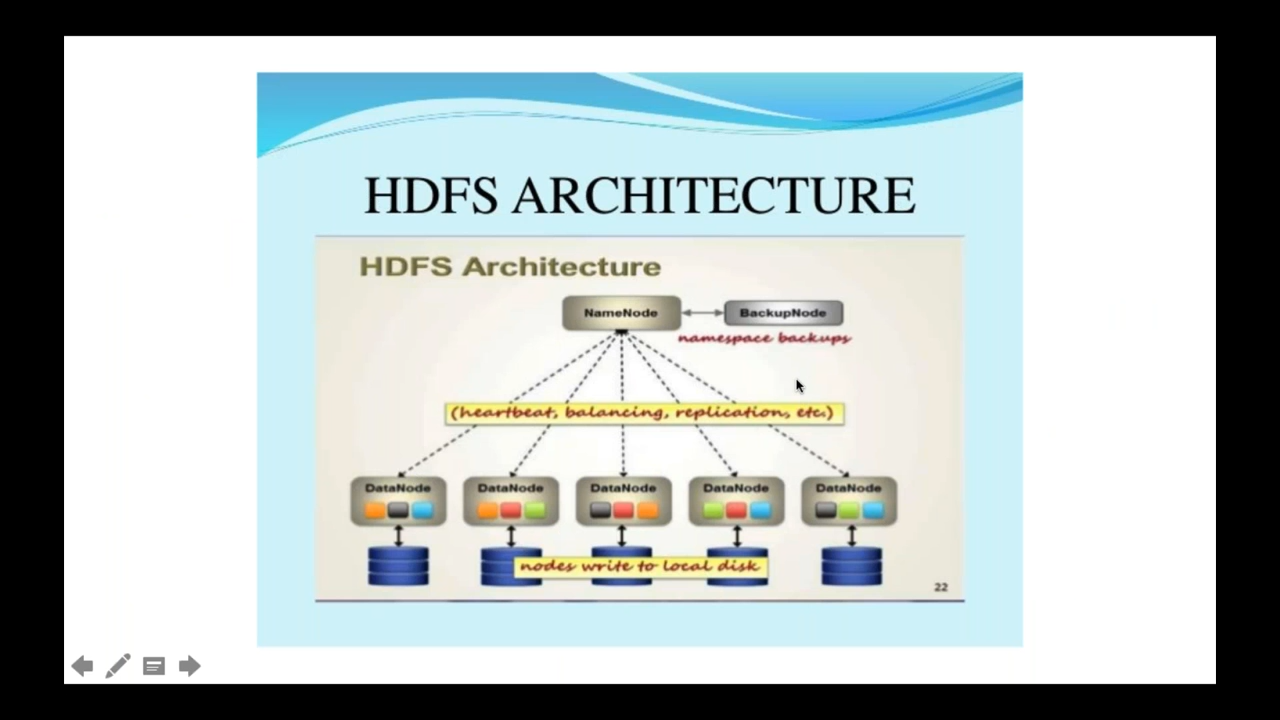 HDFS ARCHITECTURE
HDFS Architecture
NameNode
BackupNode
namespace backups
(heartbeat, balancing, replication, etc.)
DataNode
DataNode
DataNode
DataNode
DataNode
nodes write to local disk
22